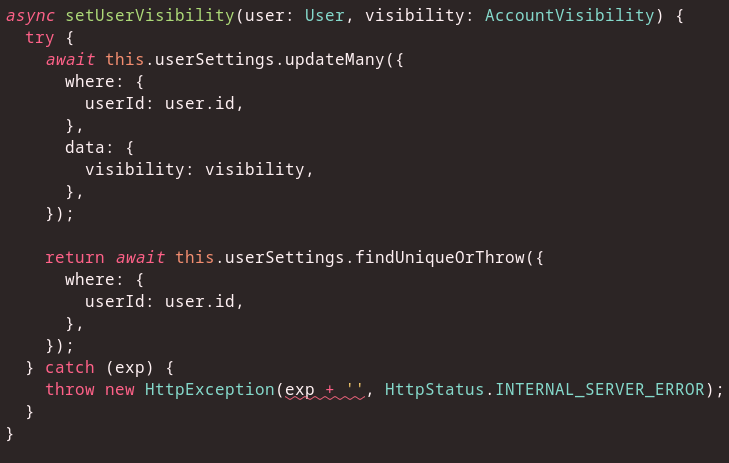 async setUserVisibility(user: User, visibility: AccountVisibility) {
  try {
    await this.userSettings.updateMany({
      where: {
        userId: user.id,
      },
      data: {
        visibility: visibility,
      },
    });

    return await this.userSettings.findUniqueOrThrow({
      where: {
        userId: user.id,
      },
    });
  } catch (exp) {
    throw new HttpException(exp + '', HttpStatus.INTERNAL_SERVER_ERROR);
  }
}